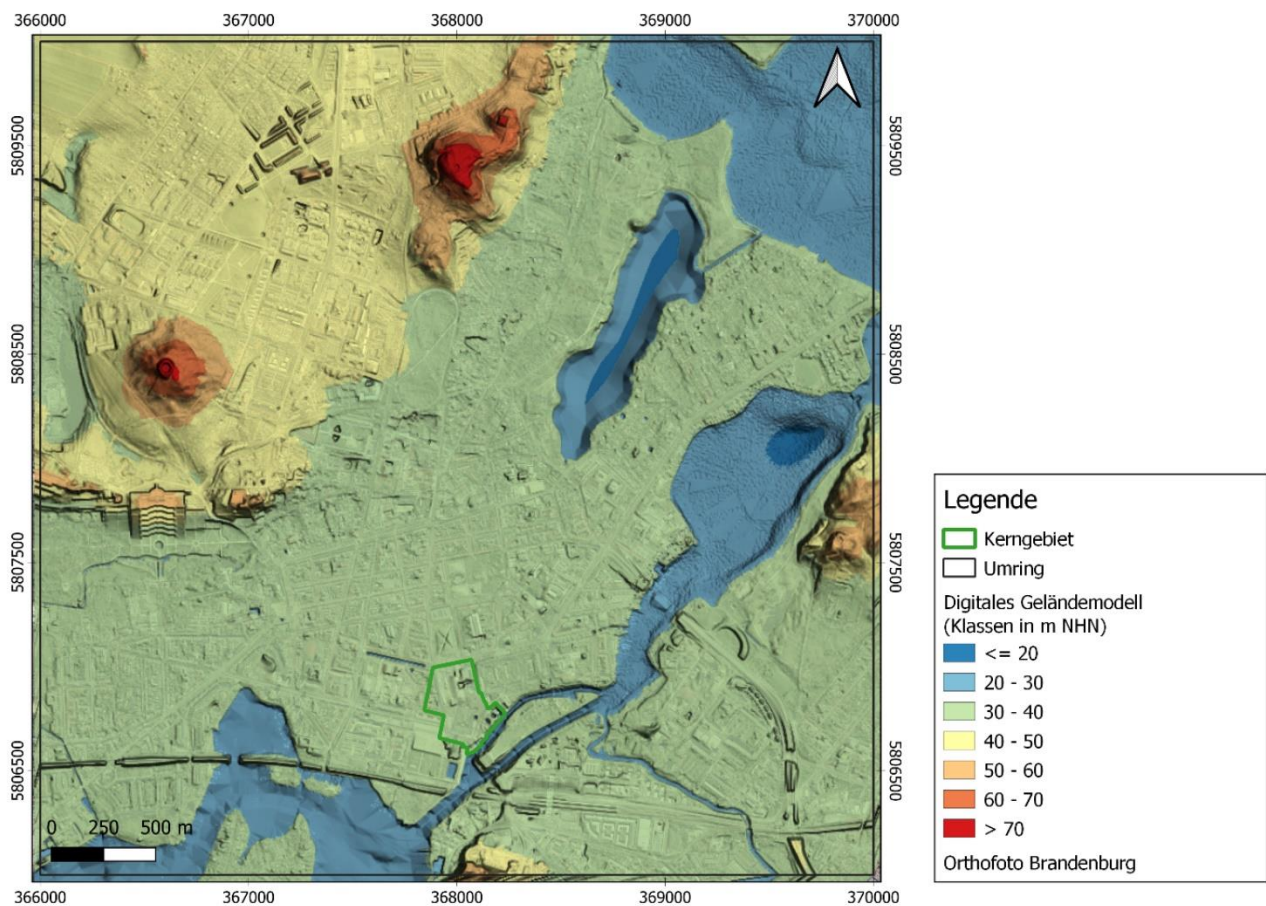 366000 367000 368000 369000 370000
5809500 5809500
5808500 5808500
5807500 5807500
5806500 5806500
0 250 500 m
366000 367000 368000 369000 370000
Legende
Kerngebiet
Umring
Digitales Geländemodell
(Klassen in m NHN)
<= 20
20 - 30
30 - 40
40 - 50
50 - 60
60 - 70
> 70
Orthofoto Brandenburg